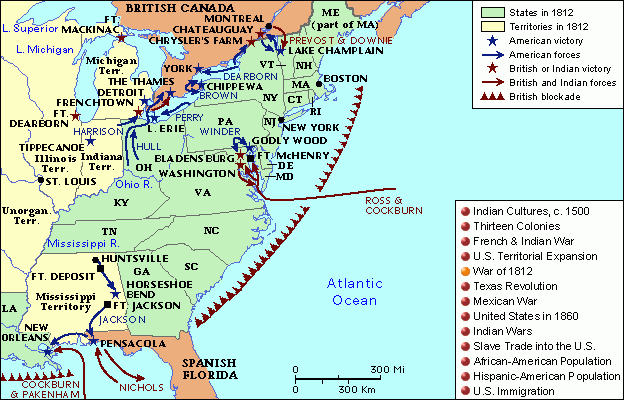 BRITISH CANADA
MONTREAL
CHATEAUGUAY
CHRYSLER'S FARM
PREVOST & DOWNIE
LAKE CHAMPLAIN
ME
(part of MA)
L. Superior
FT.
MACKINAC
L. Michigan
Michigan
Terr.
YORK
DEARBORN
THE THAMES
DETROIT
CHIPPEWA
BROWN
FRENCHTOWN
FT.
DEARBORN
HARRISON
PERRY
L. ERIE
HULL
VT
NH
NY
MA
BOSTON
CT
RI
PA
NJ
NEW YORK
WINDER
GODLY WOOD
BLADENSBURG
FT. McHENRY
WASHINGTON
DE
MD
TIPPECANOE
Illinois
Terr.
Indiana
Terr.
OH
ST. LOUIS
Ohio R.
VA
KY
ROSS &
COCKBURN
Unorgan.
Terr.
TN
NC
Mississippi R.
HUNTSVILLE
FT. DEPOSIT
GA
SC
HORSESHOE
BEND
Mississippi
Territory
FT.
JACKSON
JACKSON
LA
NEW
ORLEANS
PENSACOLA
COCKBURN
& PAKENHAM
NICHOLS
SPANISH
FLORIDA
Atlantic
Ocean
0 300 Mi
0 300 Km
States in 1812
Territories in 1812
American victory
American forces
British or Indian victory
British and Indian forces
British blockade
Indian Cultures, c. 1500
Thirteen Colonies
French & Indian War
U.S. Territorial Expansion
War of 1812
Texas Revolution
Mexican War
United States in 1860
Indian Wars
Slave Trade into the U.S.
African-American Population
Hispanic-American Population
U.S. Immigration